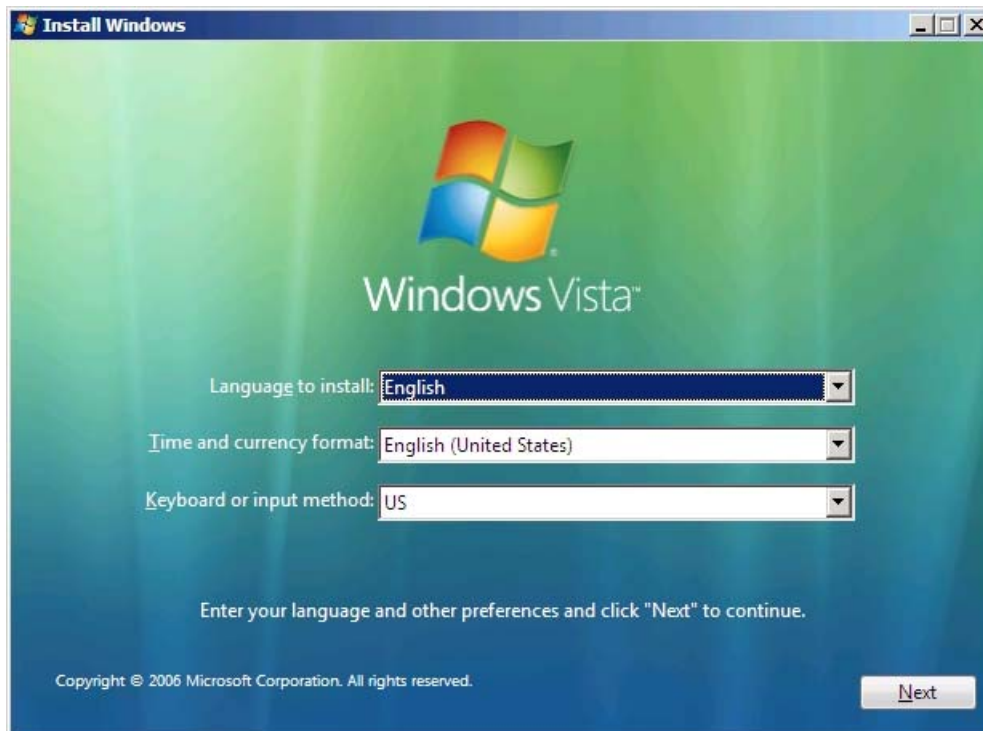 Install Windows
Windows Vista™
Language to install: English
Time and currency format: English (United States)
Keyboard or input method: US
Enter your language and other preferences and click "Next" to continue.
Copyright © 2006 Microsoft Corporation. All rights reserved.
Next